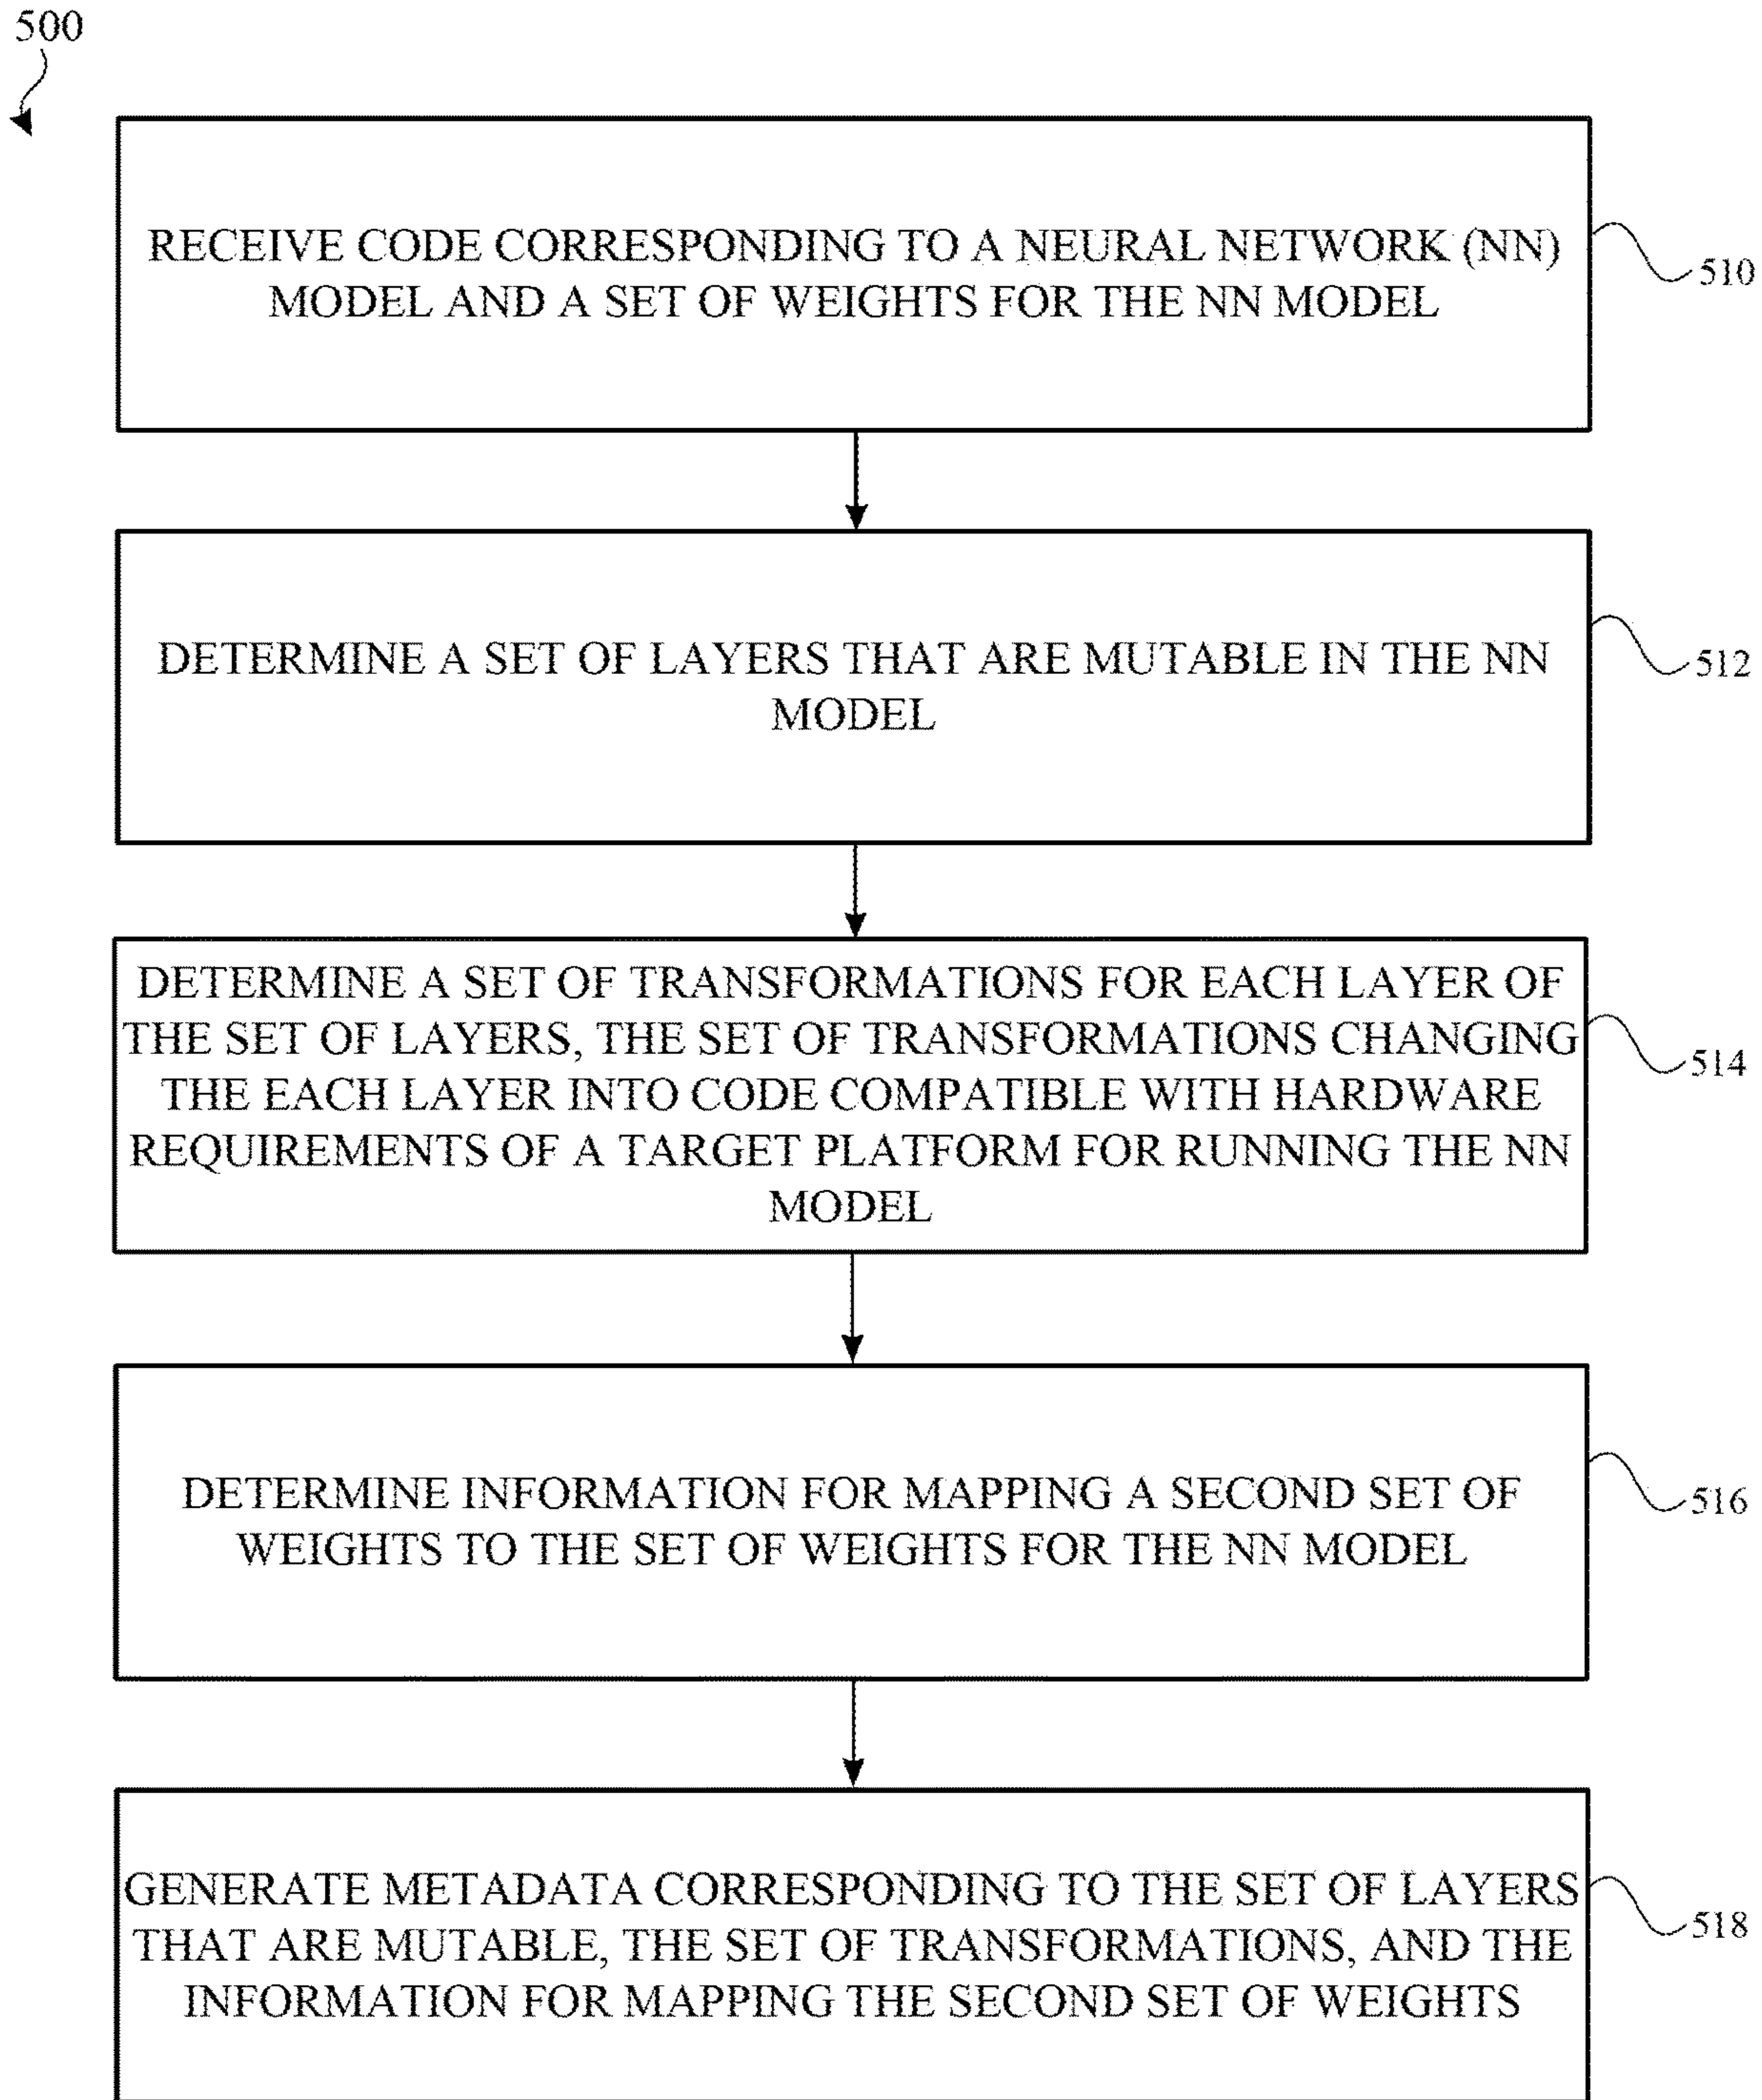 500
RECEIVE CODE CORRESPONDING TO A NEURAL NETWORK (NN)
MODEL AND A SET OF WEIGHTS FOR THE NN MODEL
510
DETERMINE A SET OF LAYERS THAT ARE MUTABLE IN THE NN
MODEL
512
DETERMINE A SET OF TRANSFORMATIONS FOR EACH LAYER OF
THE SET OF LAYERS, THE SET OF TRANSFORMATIONS CHANGING
THE EACH LAYER INTO CODE COMPATIBLE WITH HARDWARE
REQUIREMENTS OF A TARGET PLATFORM FOR RUNNING THE NN
MODEL
514
DETERMINE INFORMATION FOR MAPPING A SECOND SET OF
WEIGHTS TO THE SET OF WEIGHTS FOR THE NN MODEL
516
GENERATE METADATA CORRESPONDING TO THE SET OF LAYERS
THAT ARE MUTABLE, THE SET OF TRANSFORMATIONS, AND THE
INFORMATION FOR MAPPING THE SECOND SET OF WEIGHTS
518